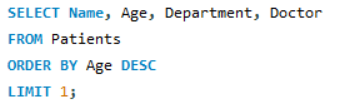 SELECT Name, Age, Department, Doctor
FROM Patients
ORDER BY Age DESC
LIMIT 1;